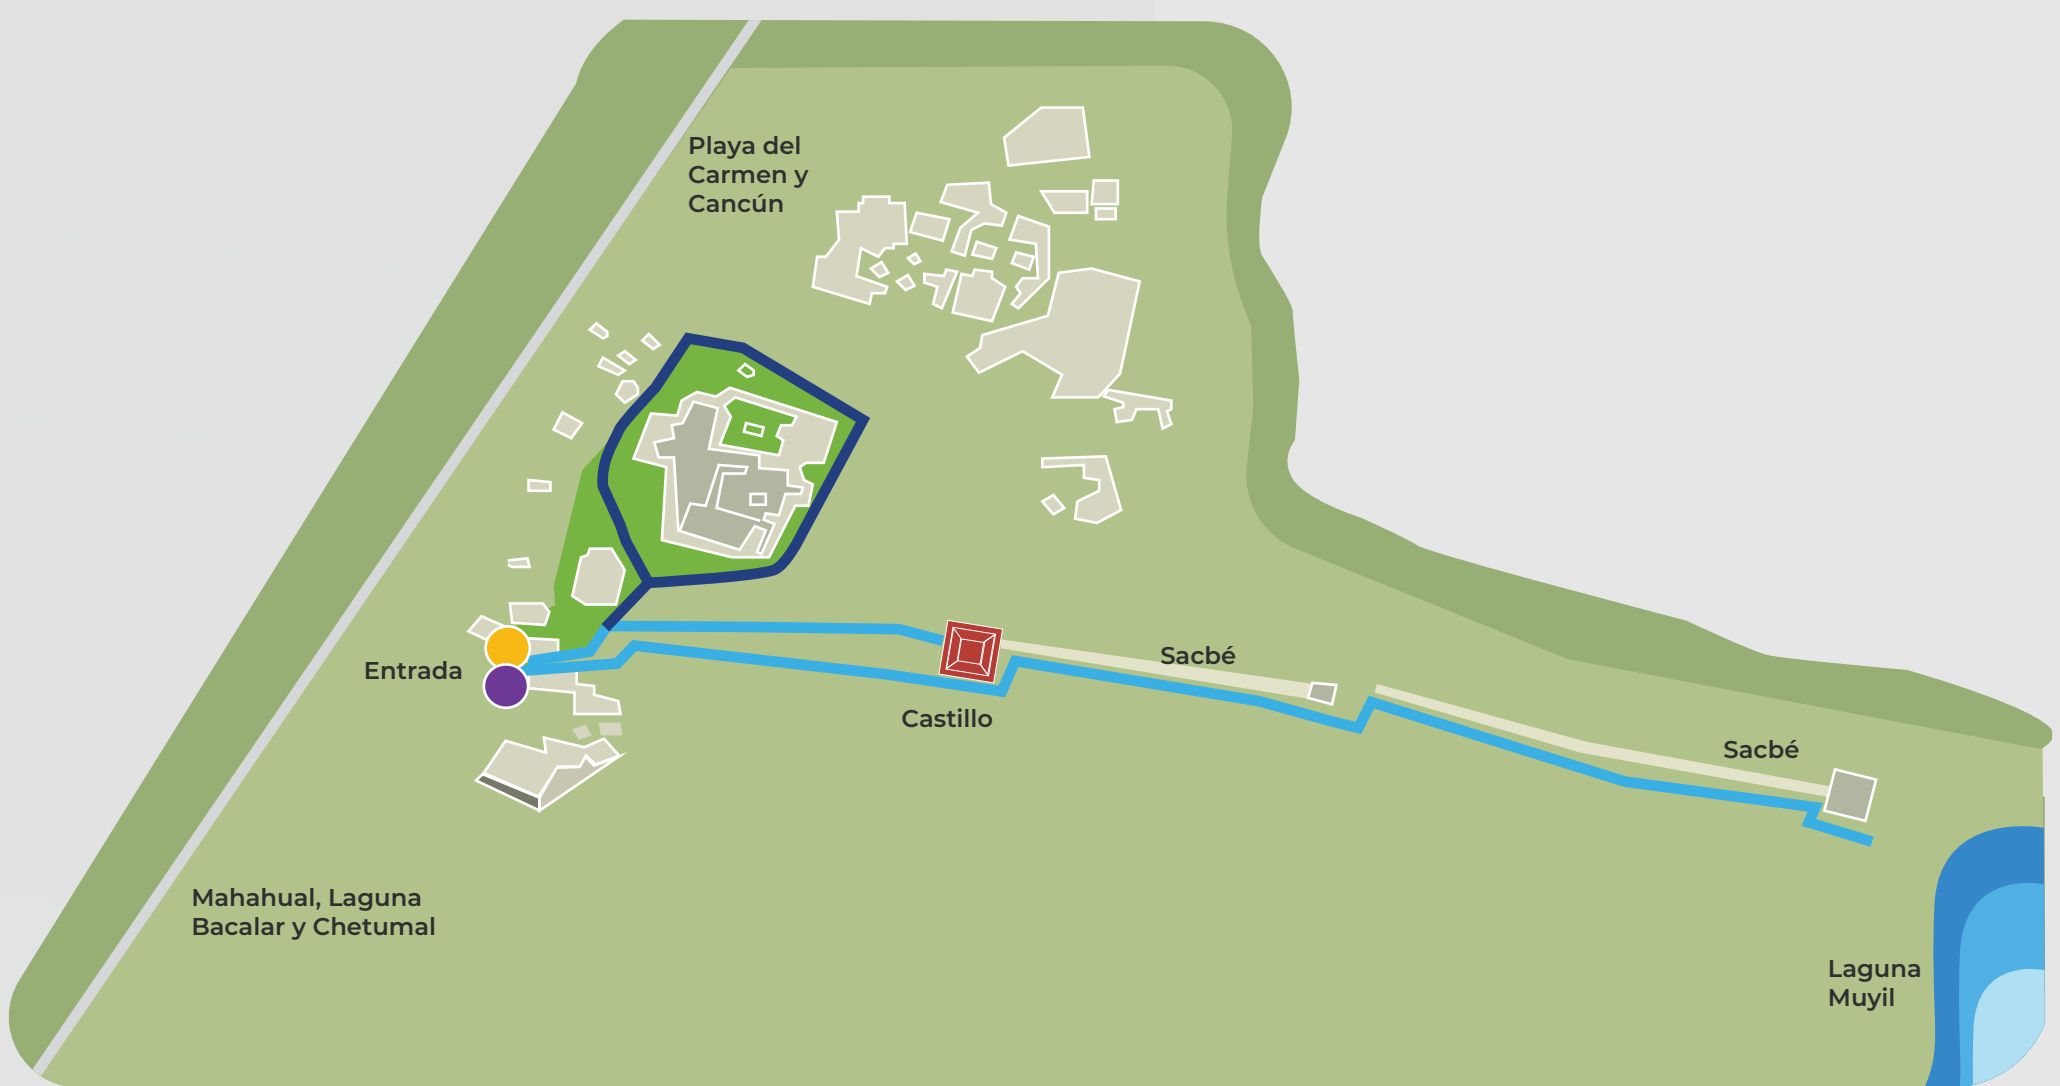 Playa del
Carmen y
Cancún
Entrada
Sacbé
Castillo
Sacbé
Mahahual, Laguna
Bacalar y Chetumal
Laguna
Muyil